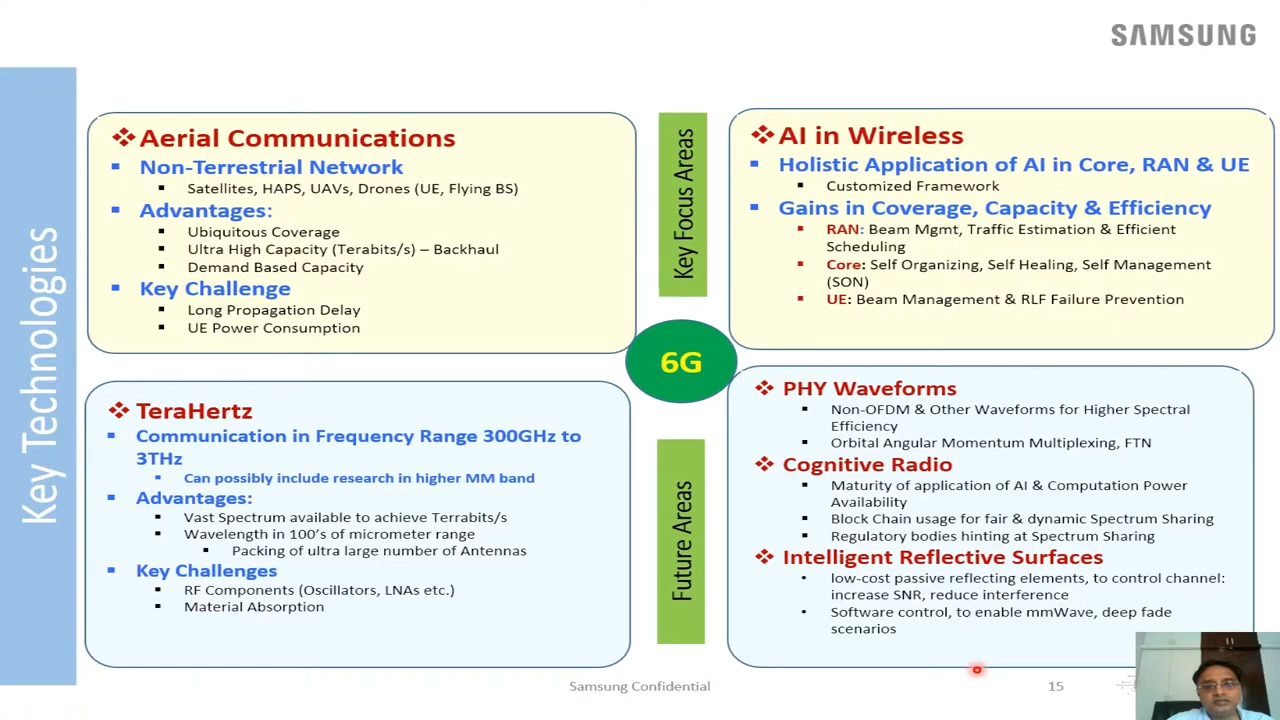 SAMSUNG
Key Technologies
❖ Aerial Communications
▪ Non-Terrestrial Network
▪ Satellites, HAPS, UAVs, Drones (UE, Flying BS)
▪ Advantages:
▪ Ubiquitous Coverage
▪ Ultra High Capacity (Terabits/s) – Backhaul
▪ Demand Based Capacity
▪ Key Challenge
▪ Long Propagation Delay
▪ UE Power Consumption
Key Focus Areas
❖ AI in Wireless
▪ Holistic Application of AI in Core, RAN & UE
▪ Customized Framework
▪ Gains in Coverage, Capacity & Efficiency
▪ RAN: Beam Mgmt, Traffic Estimation & Efficient
Scheduling
▪ Core: Self Organizing, Self Healing, Self Management
(SON)
▪ UE: Beam Management & RLF Failure Prevention
6G
❖ TeraHertz
▪ Communication in Frequency Range 300GHz to
3THz
▪ Can possibly include research in higher MM band
▪ Advantages:
▪ Vast Spectrum available to achieve Terrabits/s
▪ Wavelength in 100's of micrometer range
▪ Packing of ultra large number of Antennas
▪ Key Challenges
▪ RF Components (Oscillators, LNAs etc.)
▪ Material Absorption
Future Areas
❖ PHY Waveforms
▪ Non-OFDM & Other Waveforms for Higher Spectral
Efficiency
▪ Orbital Angular Momentum Multiplexing, FTN
❖ Cognitive Radio
▪ Maturity of application of AI & Computation Power
Availability
▪ Block Chain usage for fair & dynamic Spectrum Sharing
▪ Regulatory bodies hinting at Spectrum Sharing
❖ Intelligent Reflective Surfaces
• low-cost passive reflecting elements, to control channel:
increase SNR, reduce interference
• Software control, to enable mmWave, deep fade
scenarios
Samsung Confidential
15